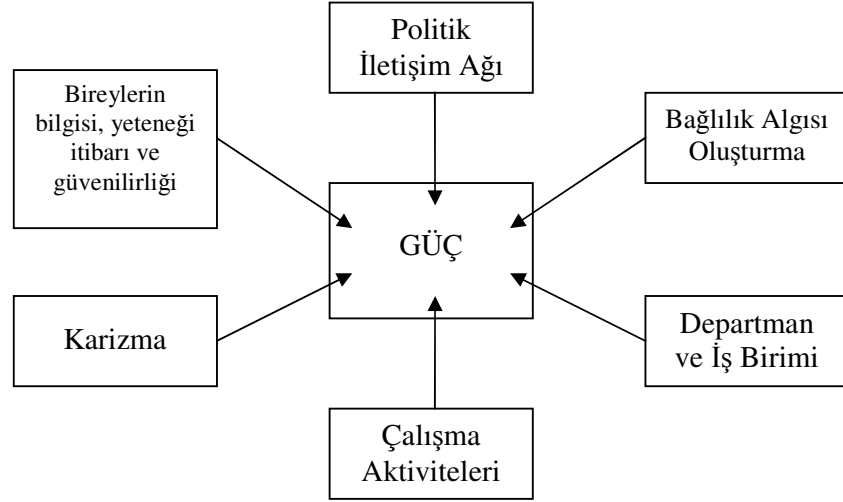 Politik
İletişim Ağı
Bireylerin
bilgisi, yeteneği
itibarı ve
güvenilirliği
Bağlılık Algısı
Oluşturma
GÜÇ
Karizma
Departman
ve İş Birimi
Çalışma
Aktiviteleri